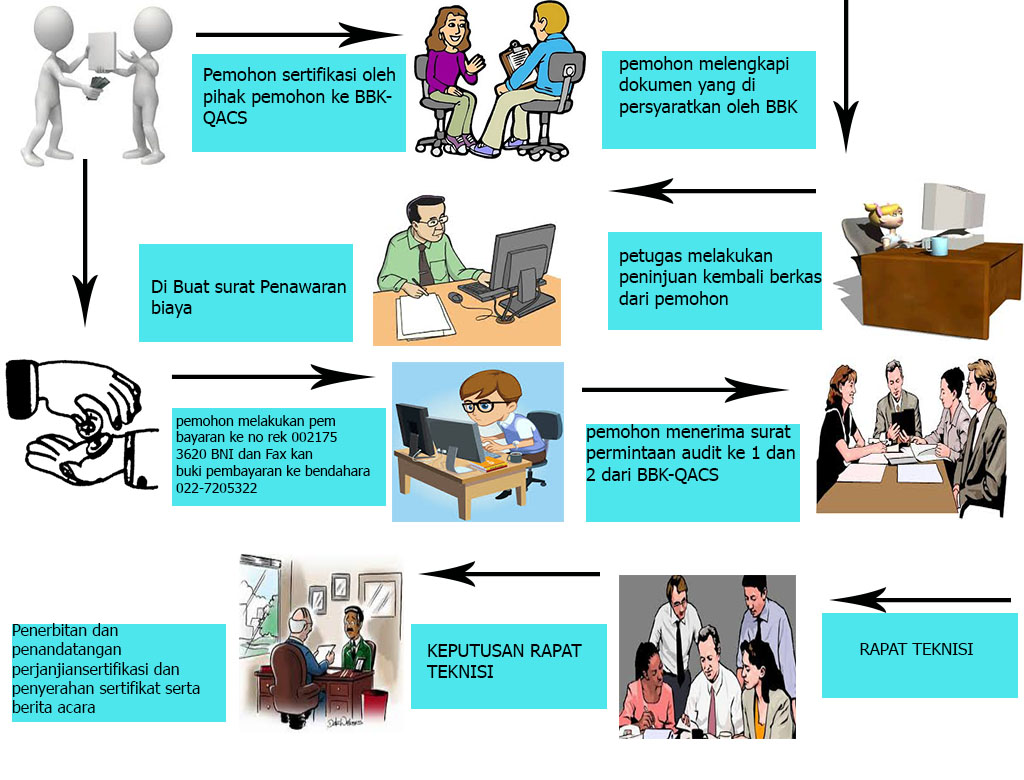 Pemohon sertifikasi oleh
pihak pemohon ke BBK-
QACS
pemohon melengkapi
dokumen yang di
persyaratkan oleh BBK
petugas melakukan
peninjuan kembali berkas
dari pemohon
Di Buat surat Penawaran
biaya
pemohon melakukan pem
bayaran ke no rek 002175
3620 BNI dan Fax kan
buki pembayaran ke bendahara
022-7205322
pemohon menerima surat
permintaan audit ke 1 dan
2 dari BBK-QACS
RAPAT TEKNISI
KEPUTUSAN RAPAT
TEKNISI
Penerbitan dan
penandatangan
perjanjiansertifikasi dan
penyerahan sertifikat serta
berita acara